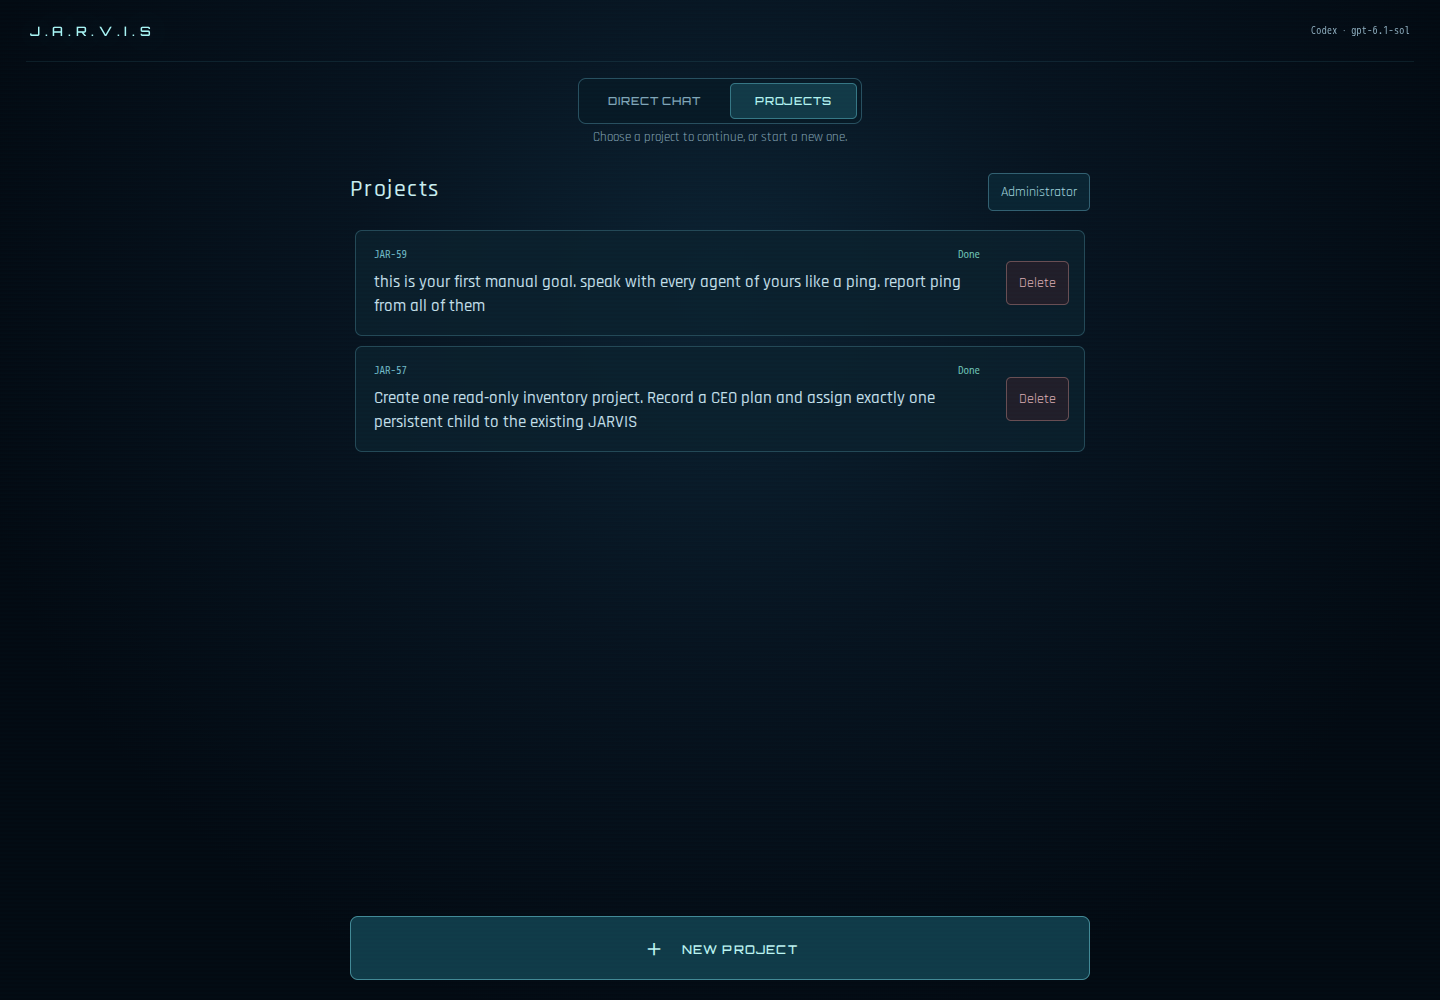 J.A.R.V.I.S
Codex · gpt-6.1-sol
DIRECT CHAT
PROJECTS
Choose a project to continue, or start a new one.
Projects
Administrator
JAR-59
Done
this is your first manual goal. speak with every agent of yours like a ping. report ping
from all of them
Delete
JAR-57
Done
Create one read-only inventory project. Record a CEO plan and assign exactly one
persistent child to the existing JARVIS
Delete
+ NEW PROJECT